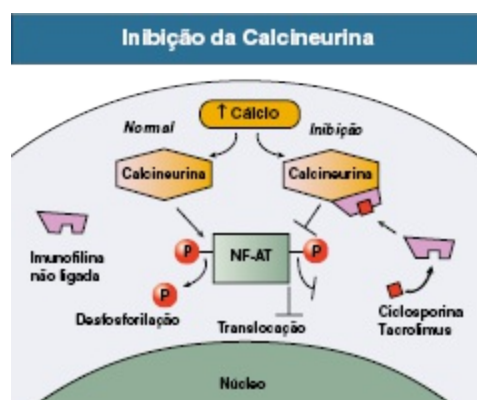 Inibição da Calcineurina
↑ Cálcio
Normal
Inibição
Calcineurina
Calcineurina
Imunofilina
não ligada
P
NF-AT
P
P
Desfosforilação
Translocação
Ciclosporina
Tacrolimus
Núcleo